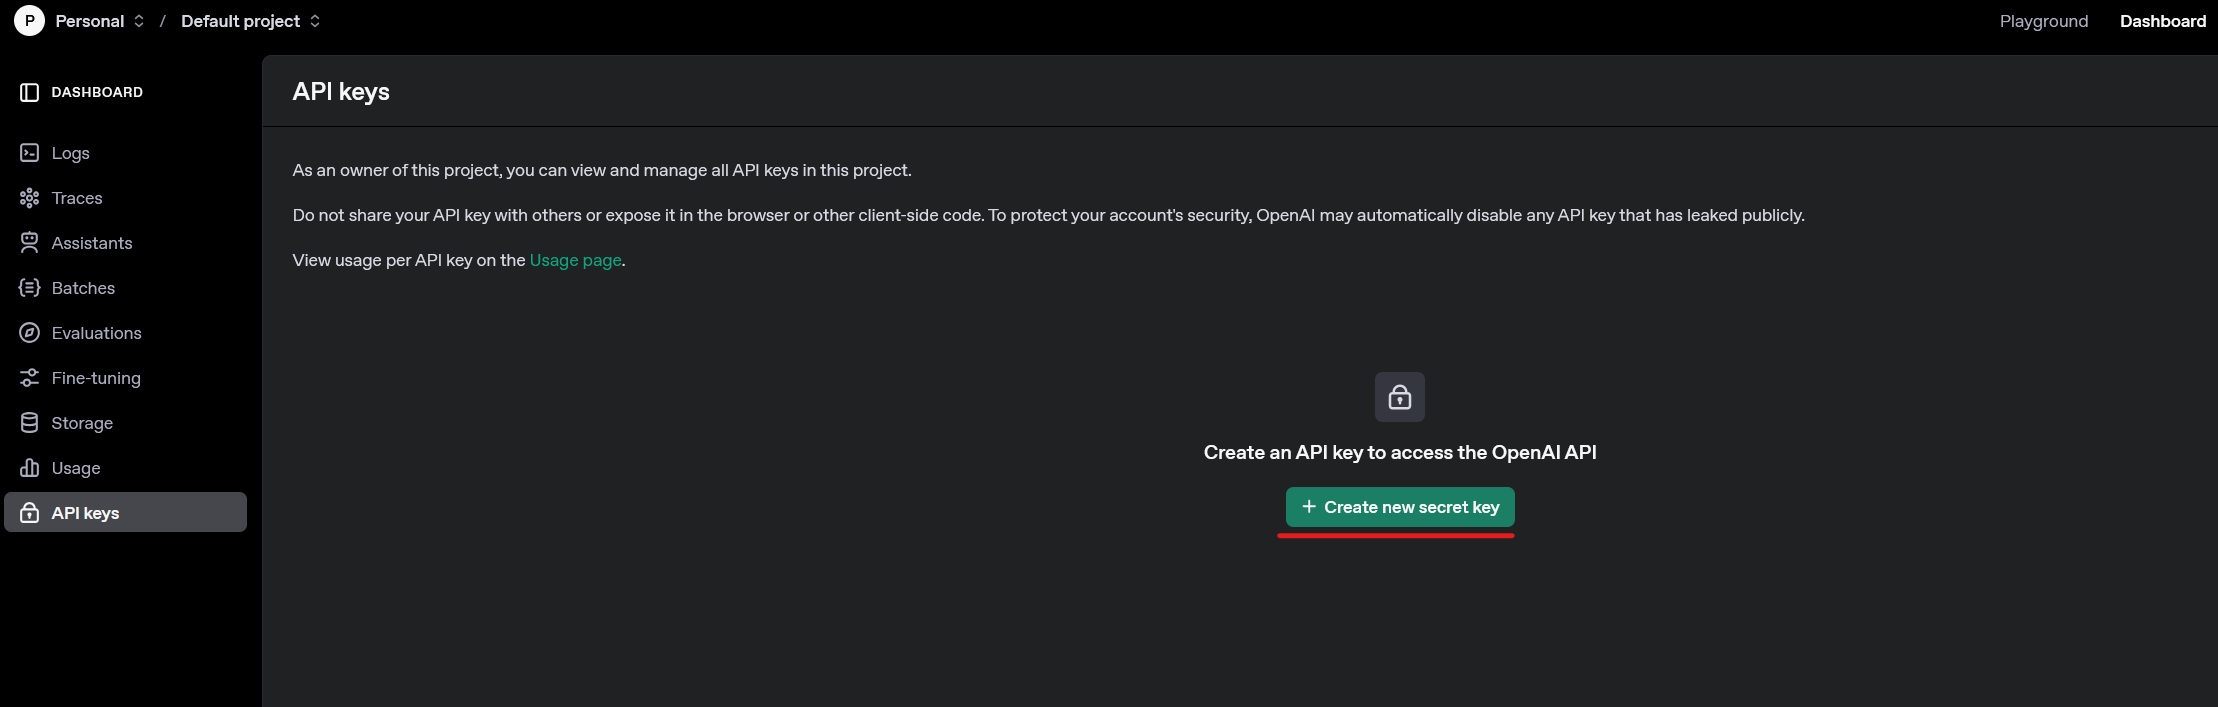 P Personal / Default project
Playground Dashboard
DASHBOARD
Logs
Traces
Assistants
Batches
Evaluations
Fine-tuning
Storage
Usage
API keys
API keys
As an owner of this project, you can view and manage all API keys in this project.
Do not share your API key with others or expose it in the browser or other client-side code. To protect your account's security, OpenAI may automatically disable any API key that has leaked publicly.
View usage per API key on the Usage page.
Create an API key to access the OpenAI API
+ Create new secret key